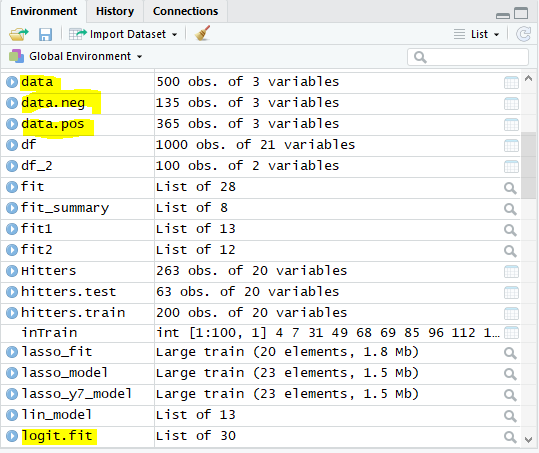 Environment History Connections
Import Dataset List
Global Environment
data 500 obs. of 3 variables
data.neg 135 obs. of 3 variables
data.pos 365 obs. of 3 variables
df 1000 obs. of 21 variables
df_2 100 obs. of 2 variables
fit List of 28
fit_summary List of 8
fit1 List of 13
fit2 List of 12
Hitters 263 obs. of 20 variables
hitters.test 63 obs. of 20 variables
hitters.train 200 obs. of 20 variables
inTrain int [1:100, 1] 4 7 31 49 68 69 85 96 112 1...
lasso_fit Large train (20 elements, 1.8 Mb)
lasso_model Large train (23 elements, 1.5 Mb)
lasso_y7_model Large train (23 elements, 1.5 Mb)
lin_model List of 13
logit.fit List of 30